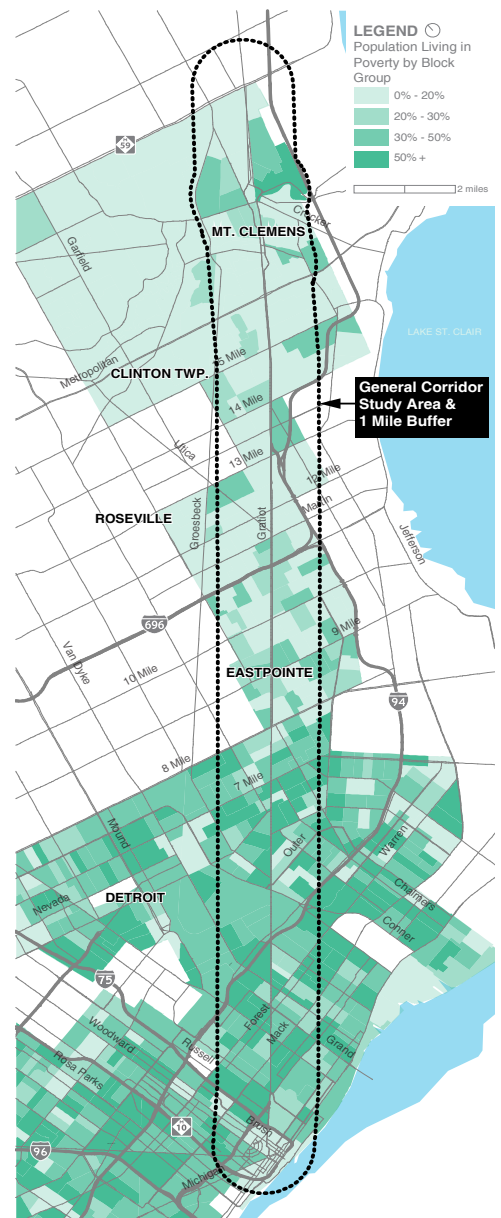 LEGEND
Population Living in
Poverty by Block
Group
0% - 20%
20% - 30%
30% - 50%
50% +
2 miles
59
Crocker
MT. CLEMENS
Garfield
LAKE ST. CLAIR
Metropolitan
15 Mile
CLINTON TWP.
General Corridor
Study Area &
1 Mile Buffer
14 Mile
Utica
13 Mile
12 Mile
Martin
ROSEVILLE
Groesbeck
Gratiot
Jefferson
696
9 Mile
Van Dyke
10 Mile
EASTPOINTE
94
8 Mile
7 Mile
Mound
Outer
Warren
Chalmers
Nevada
DETROIT
Conner
75
Forest
Woodward
Mack
Grand
Russell
Rosa Parks
10
Brush
96
Michigan